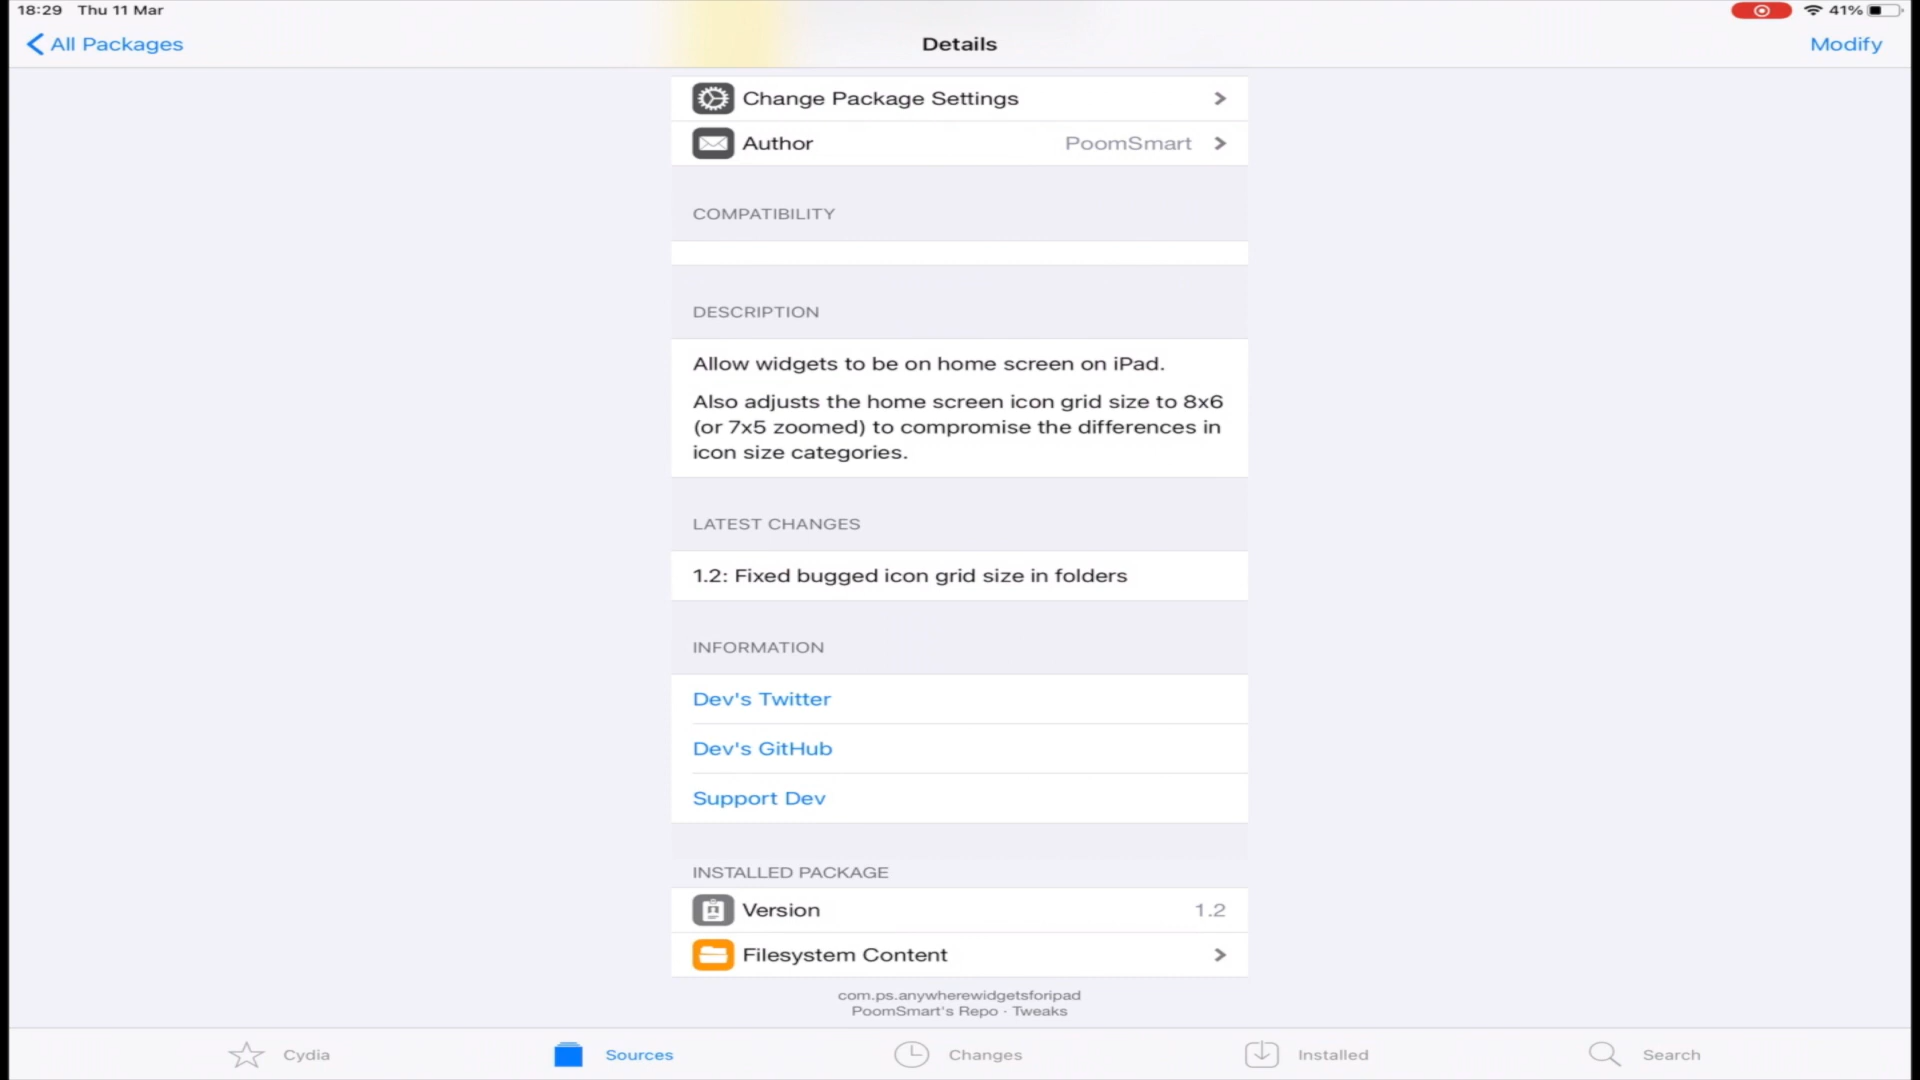 18:29 Thu 11 Mar 41%
All Packages Details Modify
Change Package Settings
Author PoomSmart
COMPATIBILITY
DESCRIPTION
Allow widgets to be on home screen on iPad.
Also adjusts the home screen icon grid size to 8x6
(or 7x5 zoomed) to compromise the differences in
icon size categories.
LATEST CHANGES
1.2: Fixed bugged icon grid size in folders
INFORMATION
Dev's Twitter
Dev's GitHub
Support Dev
INSTALLED PACKAGE
Version 1.2
Filesystem Content
com.ps.anywherewidgetsforipad
PoomSmart's Repo · Tweaks
Cydia Sources Changes Installed Search